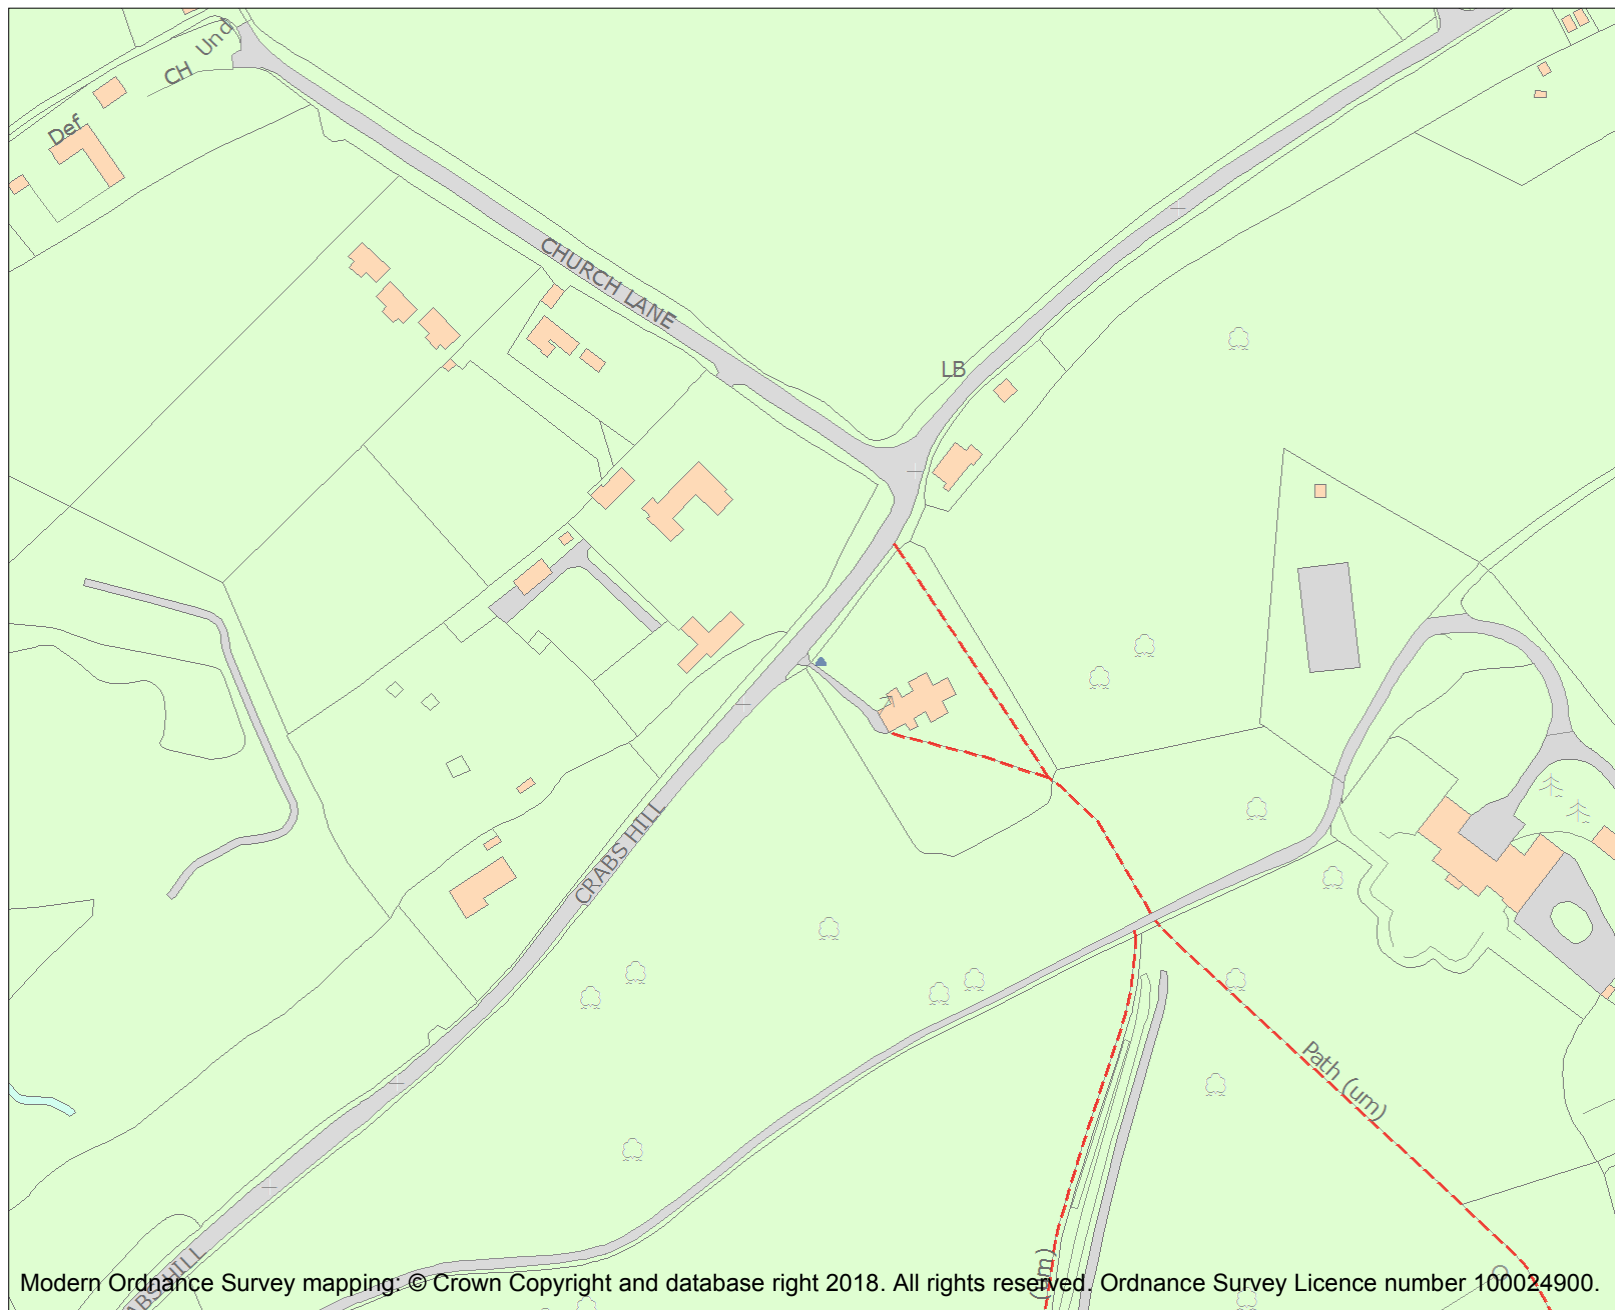 Und
CH
Def
CHURCH LANE
LB
CRABS HILL
Path (um)
Modern Ordnance Survey mapping: © Crown Copyright and database right 2018. All rights reserved. Ordnance Survey Licence number 100024900.